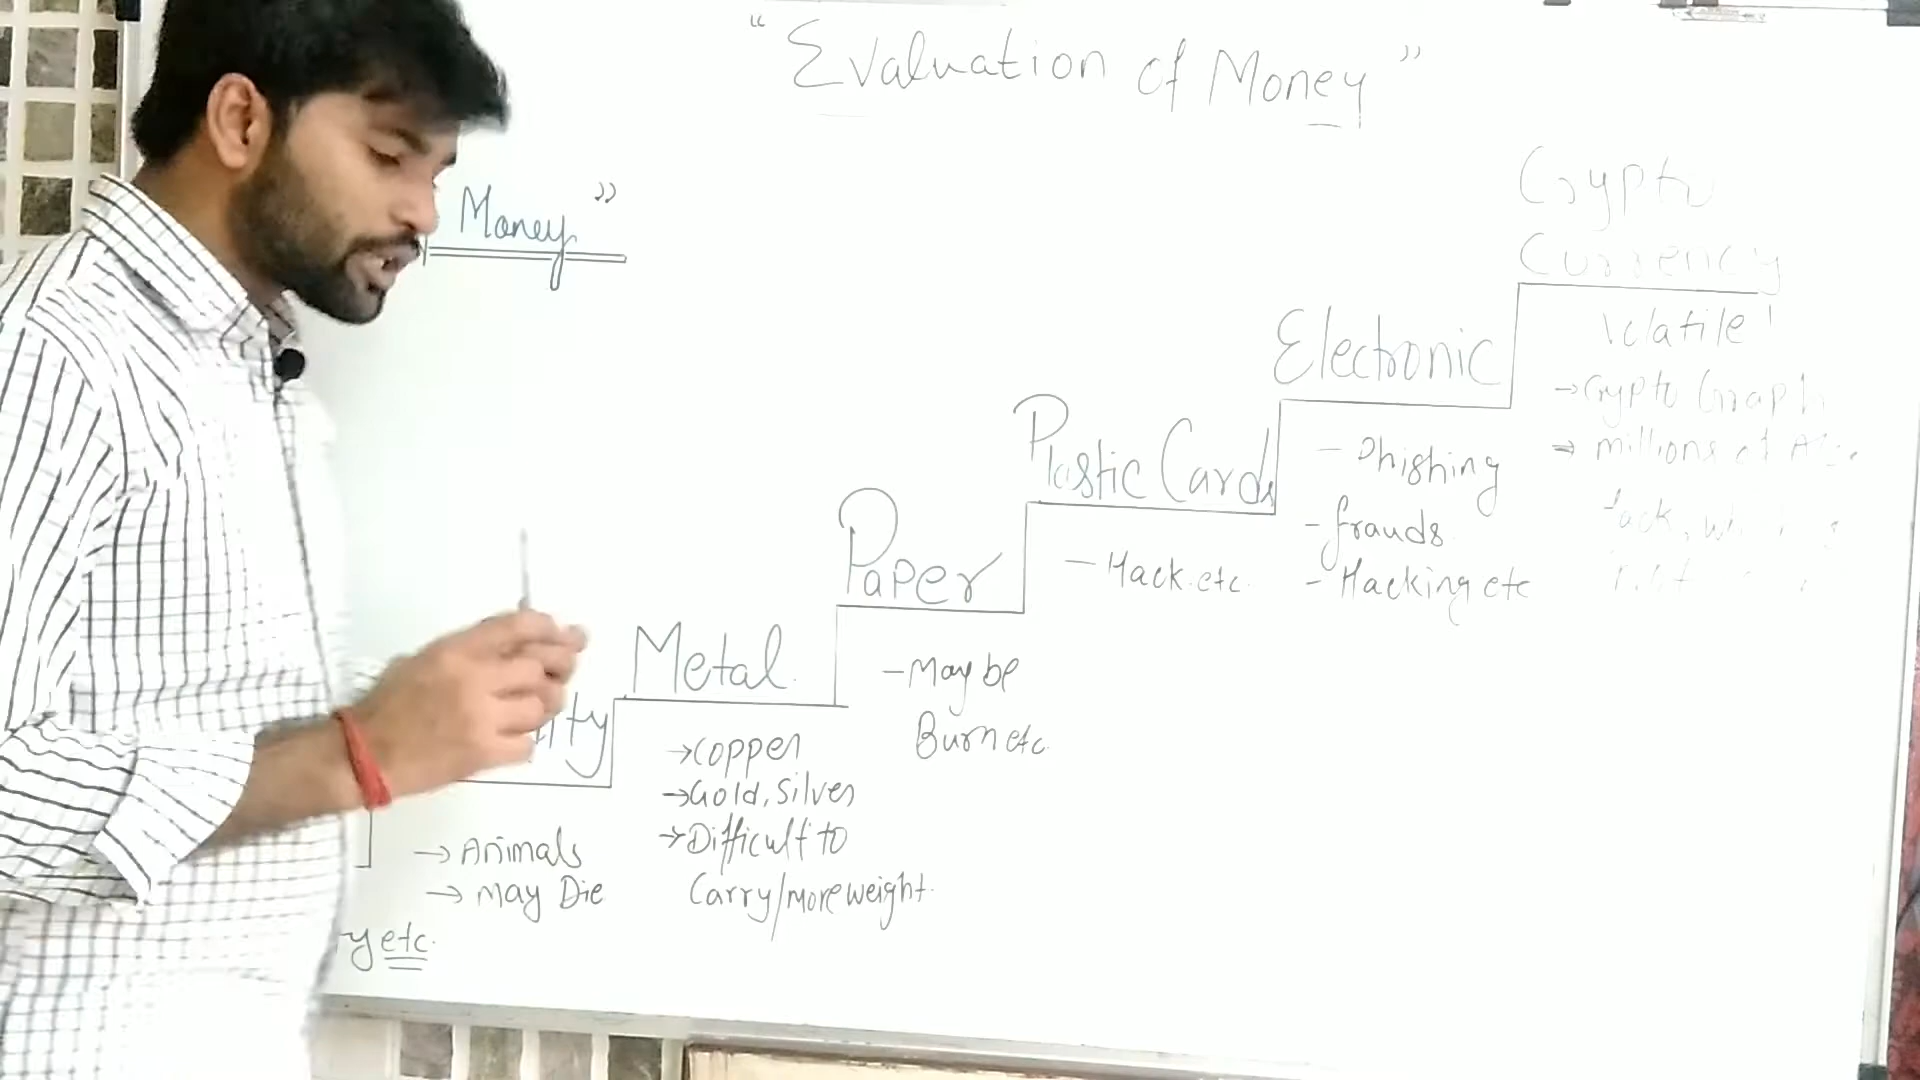 “ Evaluation of Money ”
Money ”
Crypto
Currency
Volatile
Electronic
Plastic Cards
Paper
Metal
→ Crypto Graph
→ millions of
- Phishing
- frauds
- Hacking etc
- Hack.etc.
- May be
Burn etc.
→ Copper
→ Gold, Silver
→ Difficult to
Carry/more weight.
→ Animals
→ may Die
etc.